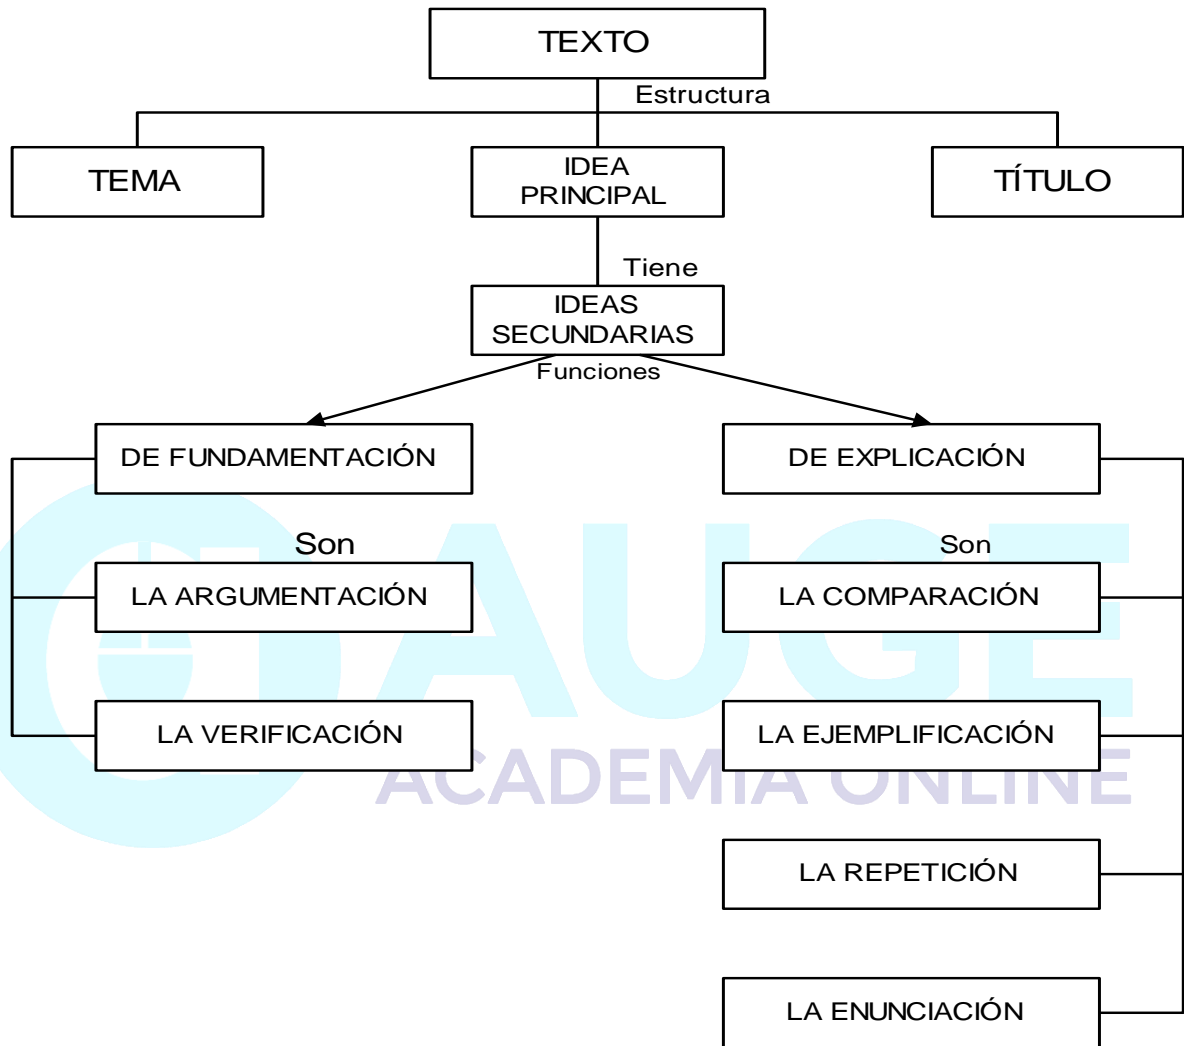 TEXTO
Estructura
TEMA
IDEA
PRINCIPAL
TÍTULO
Tiene
IDEAS
SECUNDARIAS
Funciones
DE FUNDAMENTACIÓN
DE EXPLICACIÓN
Son
Son
LA ARGUMENTACIÓN
LA COMPARACIÓN
LA VERIFICACIÓN
LA EJEMPLIFICACIÓN
LA REPETICIÓN
LA ENUNCIACIÓN
AUGE
ACADEMIA ONLINE